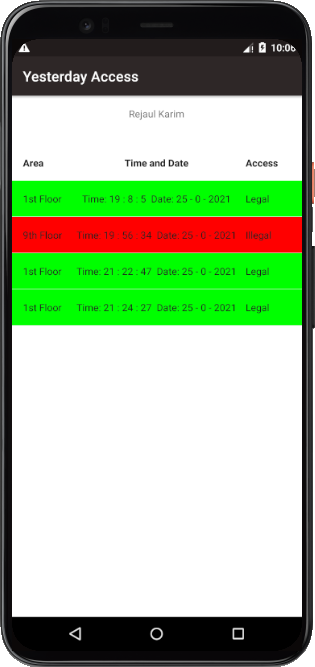 10:06
Yesterday Access
Rejaul Karim
Area Time and Date Access
1st Floor Time: 19 : 8 : 5 Date: 25 - 0 - 2021 Legal
9th Floor Time: 19 : 56 : 34 Date: 25 - 0 - 2021 Illegal
1st Floor Time: 21 : 22 : 47 Date: 25 - 0 - 2021 Legal
1st Floor Time: 21 : 24 : 27 Date: 25 - 0 - 2021 Legal